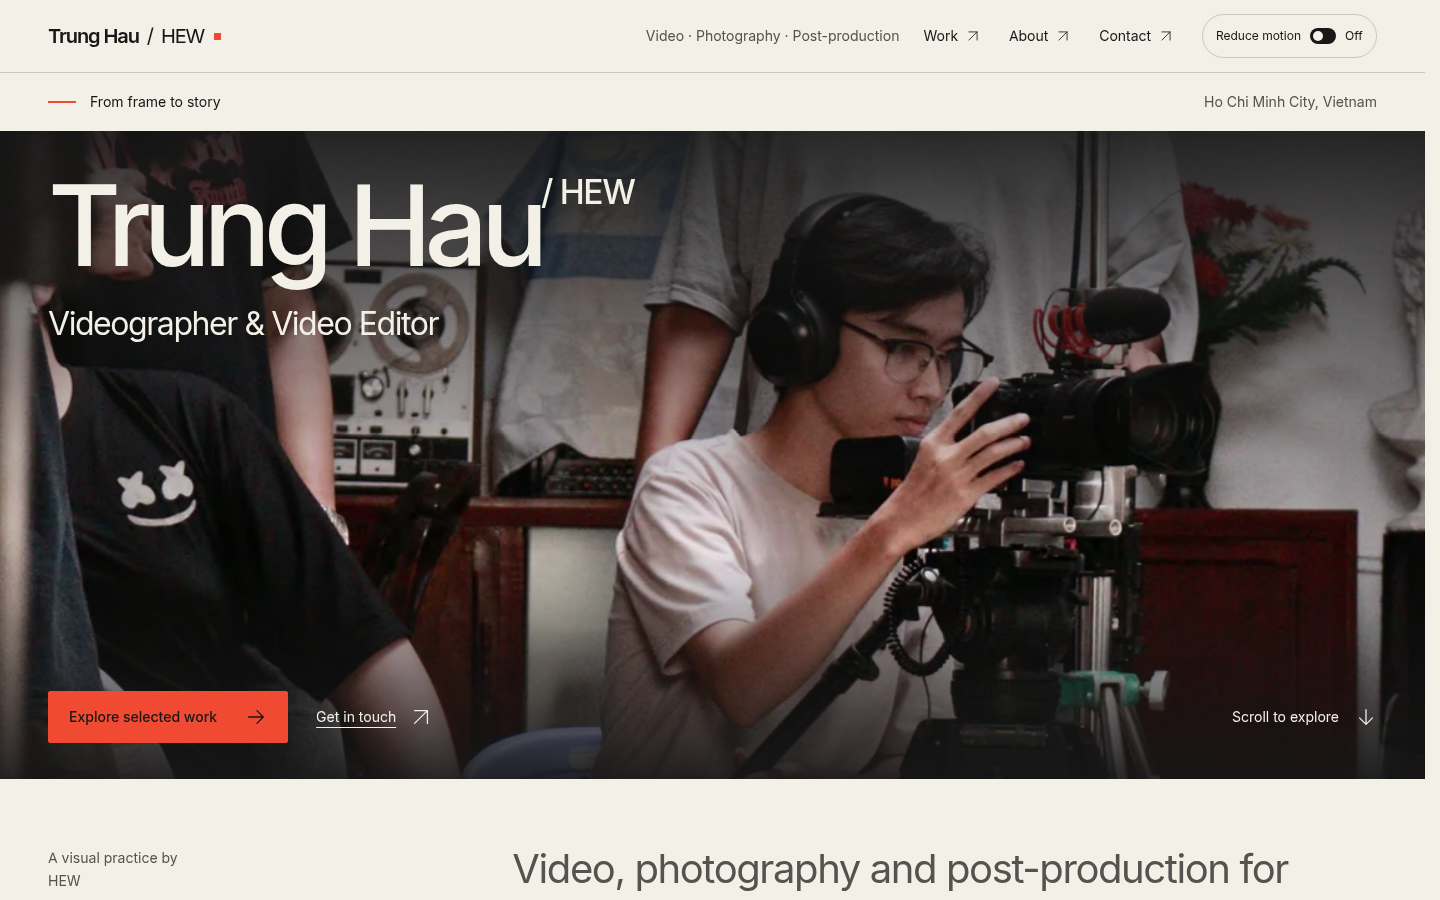 Trung Hau / HEW
Video · Photography · Post-production
Work
About
Contact
Reduce motion Off
From frame to story
Ho Chi Minh City, Vietnam
Trung Hau / HEW
Videographer & Video Editor
Explore selected work
Get in touch
Scroll to explore
A visual practice by
HEW
Video, photography and post-production for